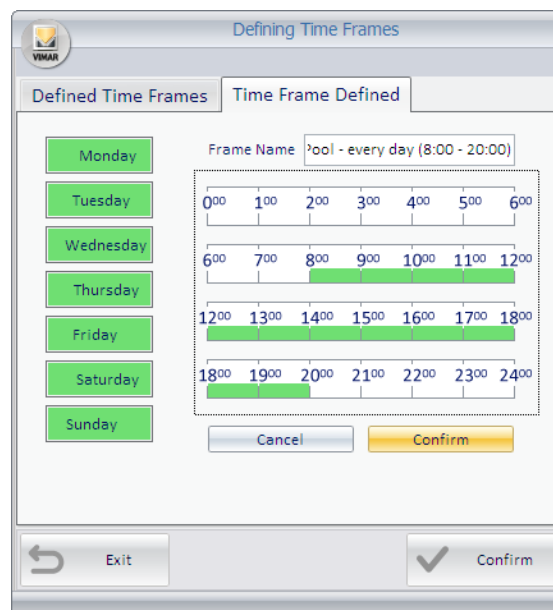 Defining Time Frames
VIMAR
Defined Time Frames Time Frame Defined
Monday
Frame Name Pool - every day (8:00 - 20:00)
Tuesday
0⁰⁰ 1⁰⁰ 2⁰⁰ 3⁰⁰ 4⁰⁰ 5⁰⁰ 6⁰⁰
Wednesday
6⁰⁰ 7⁰⁰ 8⁰⁰ 9⁰⁰ 10⁰⁰ 11⁰⁰ 12⁰⁰
Thursday
12⁰⁰ 13⁰⁰ 14⁰⁰ 15⁰⁰ 16⁰⁰ 17⁰⁰ 18⁰⁰
Friday
Saturday
18⁰⁰ 19⁰⁰ 20⁰⁰ 21⁰⁰ 22⁰⁰ 23⁰⁰ 24⁰⁰
Sunday
Cancel Confirm
Exit Confirm